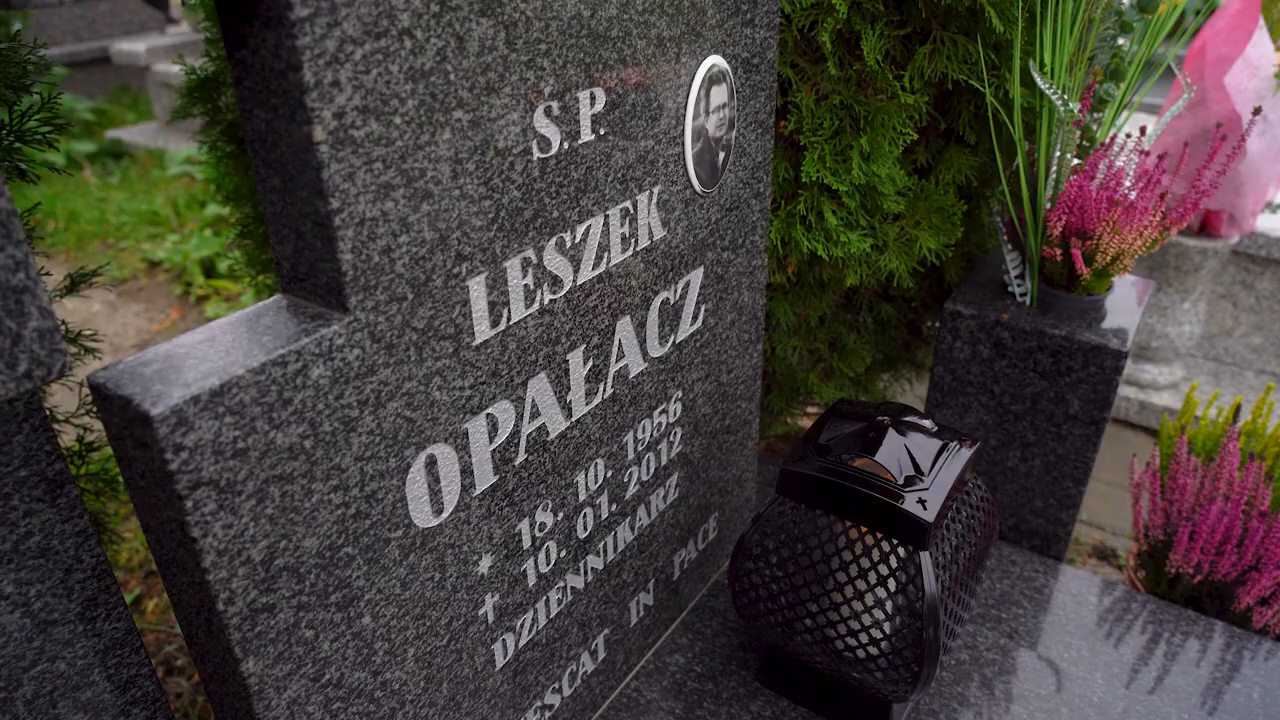 Ś.P.
LESZEK
OPAŁACZ
* 18. 10. 1956
† 10. 01. 2012
DZIENNIKARZ
ESCAT IN PACE